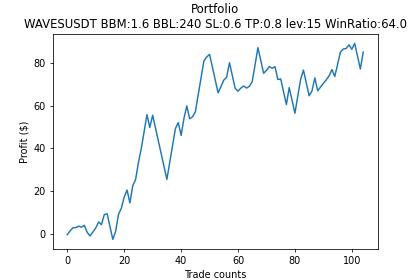 Portfolio
WAVESUSDT BBM:1.6 BBL:240 SL:0.6 TP:0.8 lev:15 WinRatio:64.0
Profit ($)
80
60
40
20
0
0 20 40 60 80 100
Trade counts